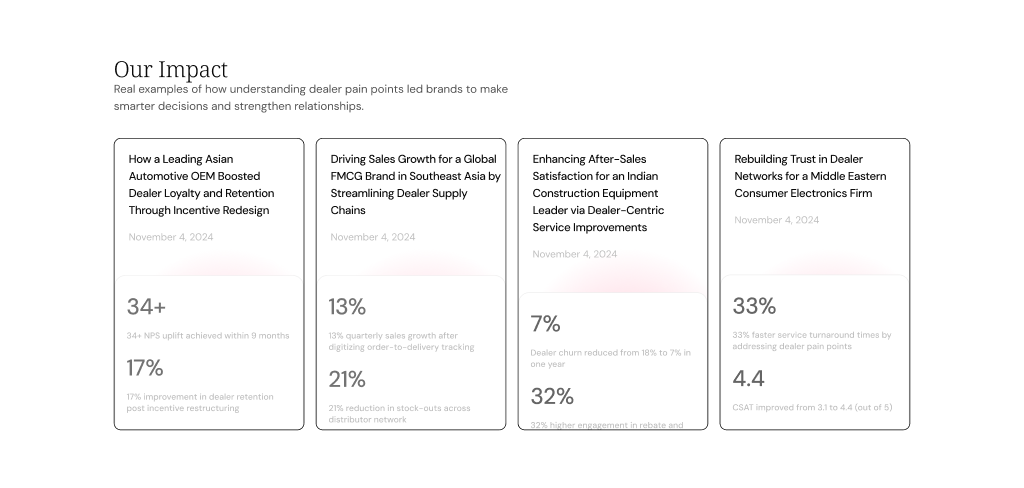 Our Impact
Real examples of how understanding dealer pain points led brands to make
smarter decisions and strengthen relationships.
How a Leading Asian
Automotive OEM Boosted
Dealer Loyalty and Retention
Through Incentive Redesign
November 4, 2024
34+
34+ NPS uplift achieved within 9 months
17%
17% improvement in dealer retention
post incentive restructuring
Driving Sales Growth for a Global
FMCG Brand in Southeast Asia by
Streamlining Dealer Supply
Chains
November 4, 2024
13%
13% quarterly sales growth after
digitizing order-to-delivery tracking
21%
21% reduction in stock-outs across
distributor network
Enhancing After-Sales
Satisfaction for an Indian
Construction Equipment
Leader via Dealer-Centric
Service Improvements
November 4, 2024
7%
Dealer churn reduced from 18% to 7% in
one year
32%
32% higher engagement in rebate and
Rebuilding Trust in Dealer
Networks for a Middle Eastern
Consumer Electronics Firm
November 4, 2024
33%
33% faster service turnaround times by
addressing dealer pain points
4.4
CSAT improved from 3.1 to 4.4 (out of 5)